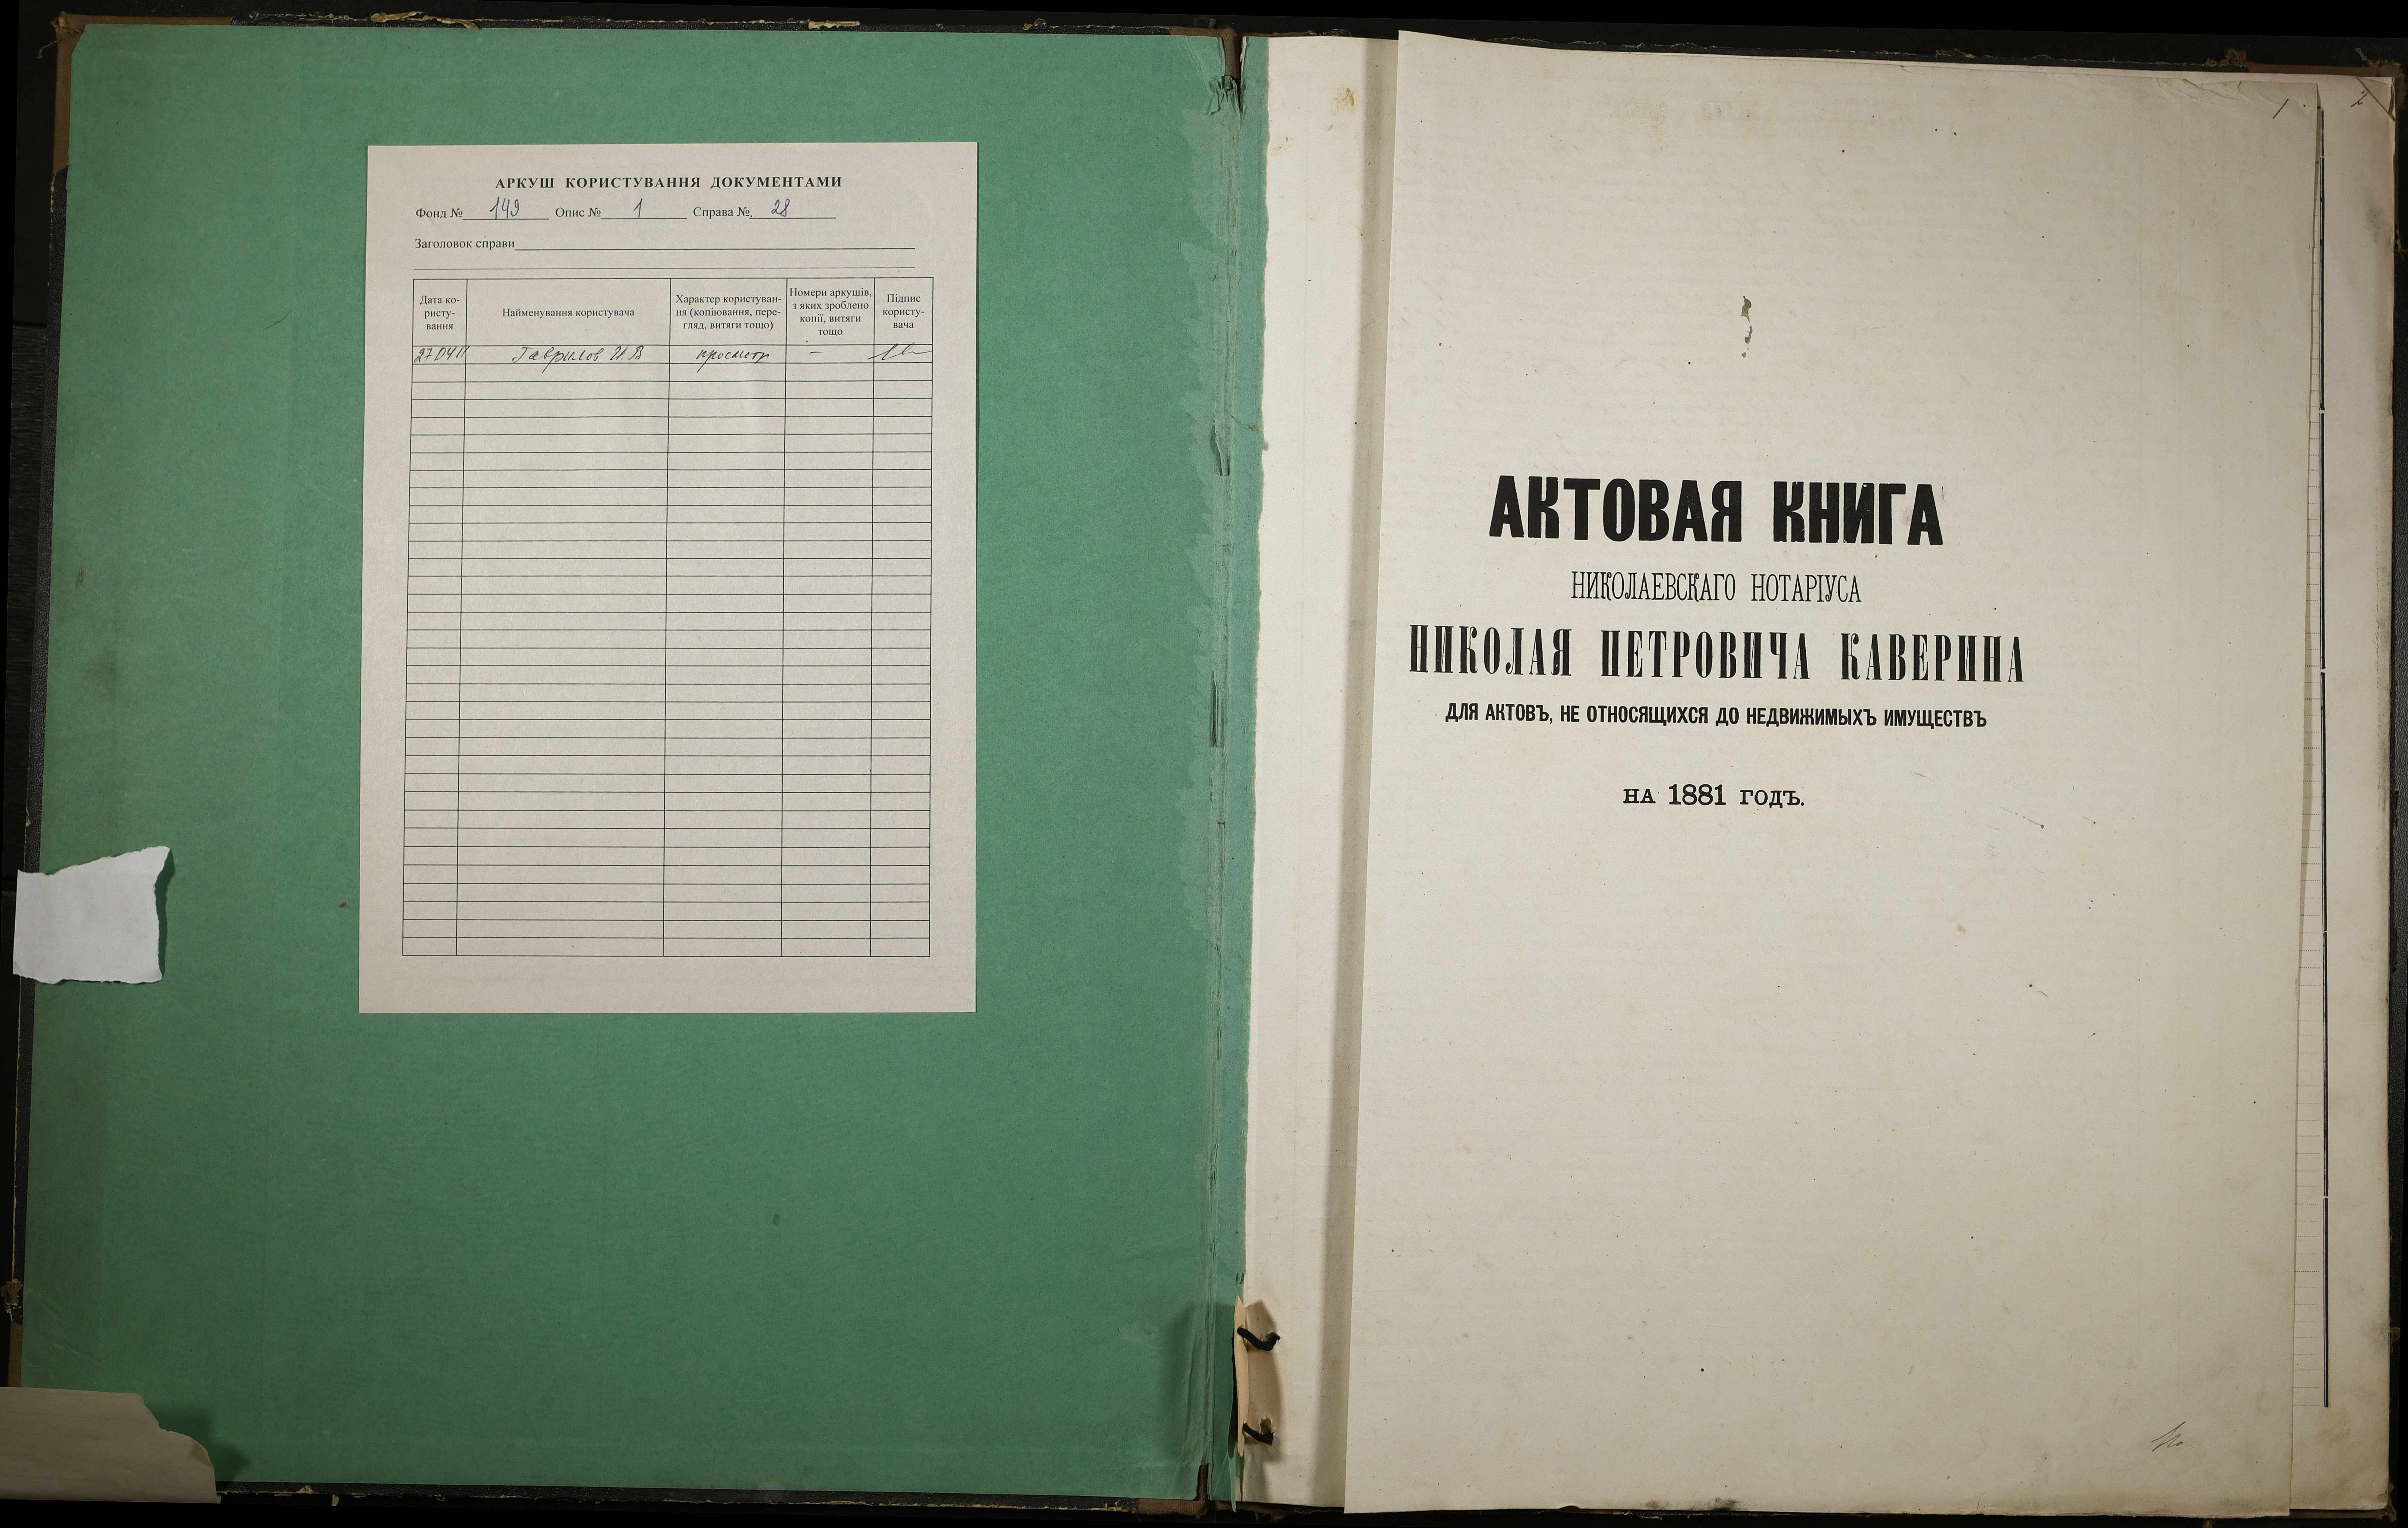 АРКУШ КОРИСТУВАННЯ ДОКУМЕНТАМИ
Фонд № 149 Опис № 1 Справа № 28
Заголовок справи
Дата ко-
ристу-
вання
Найменування користувача
Характер користуван-
ня (копіювання, пере-
гляд, витяги тощо)
Номери аркушів,
з яких зроблено
копії, витяги
тощо
Підпис
користу-
вача
270411 Гаврилов И.В просмотр –
1
2
АКТОВАЯ КНИГА
НИКОЛАЕВСКАГО НОТАРІУСА
НИКОЛАЯ ПЕТРОВИЧА КАВЕРИНА
ДЛЯ АКТОВЪ, НЕ ОТНОСЯЩИХСЯ ДО НЕДВИЖИМЫХЪ ИМУЩЕСТВЪ
НА 1881 ГОДЪ.